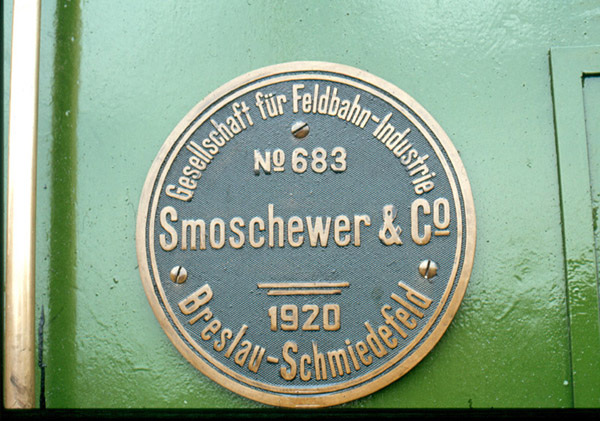 Gesellschaft für Feldbahn-Industrie
No 683
Smoschewer & Co
1920
Breslau-Schmiedefeld